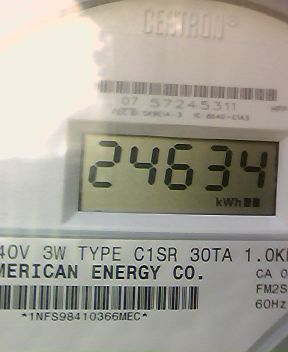 CENTRON®
07 57245311
24634
kWh
40V 3W TYPE C1SR 30TA 1.0K
MERICAN ENERGY CO.
CA 0
FM2S
60Hz
*1NFS98410366MEC*